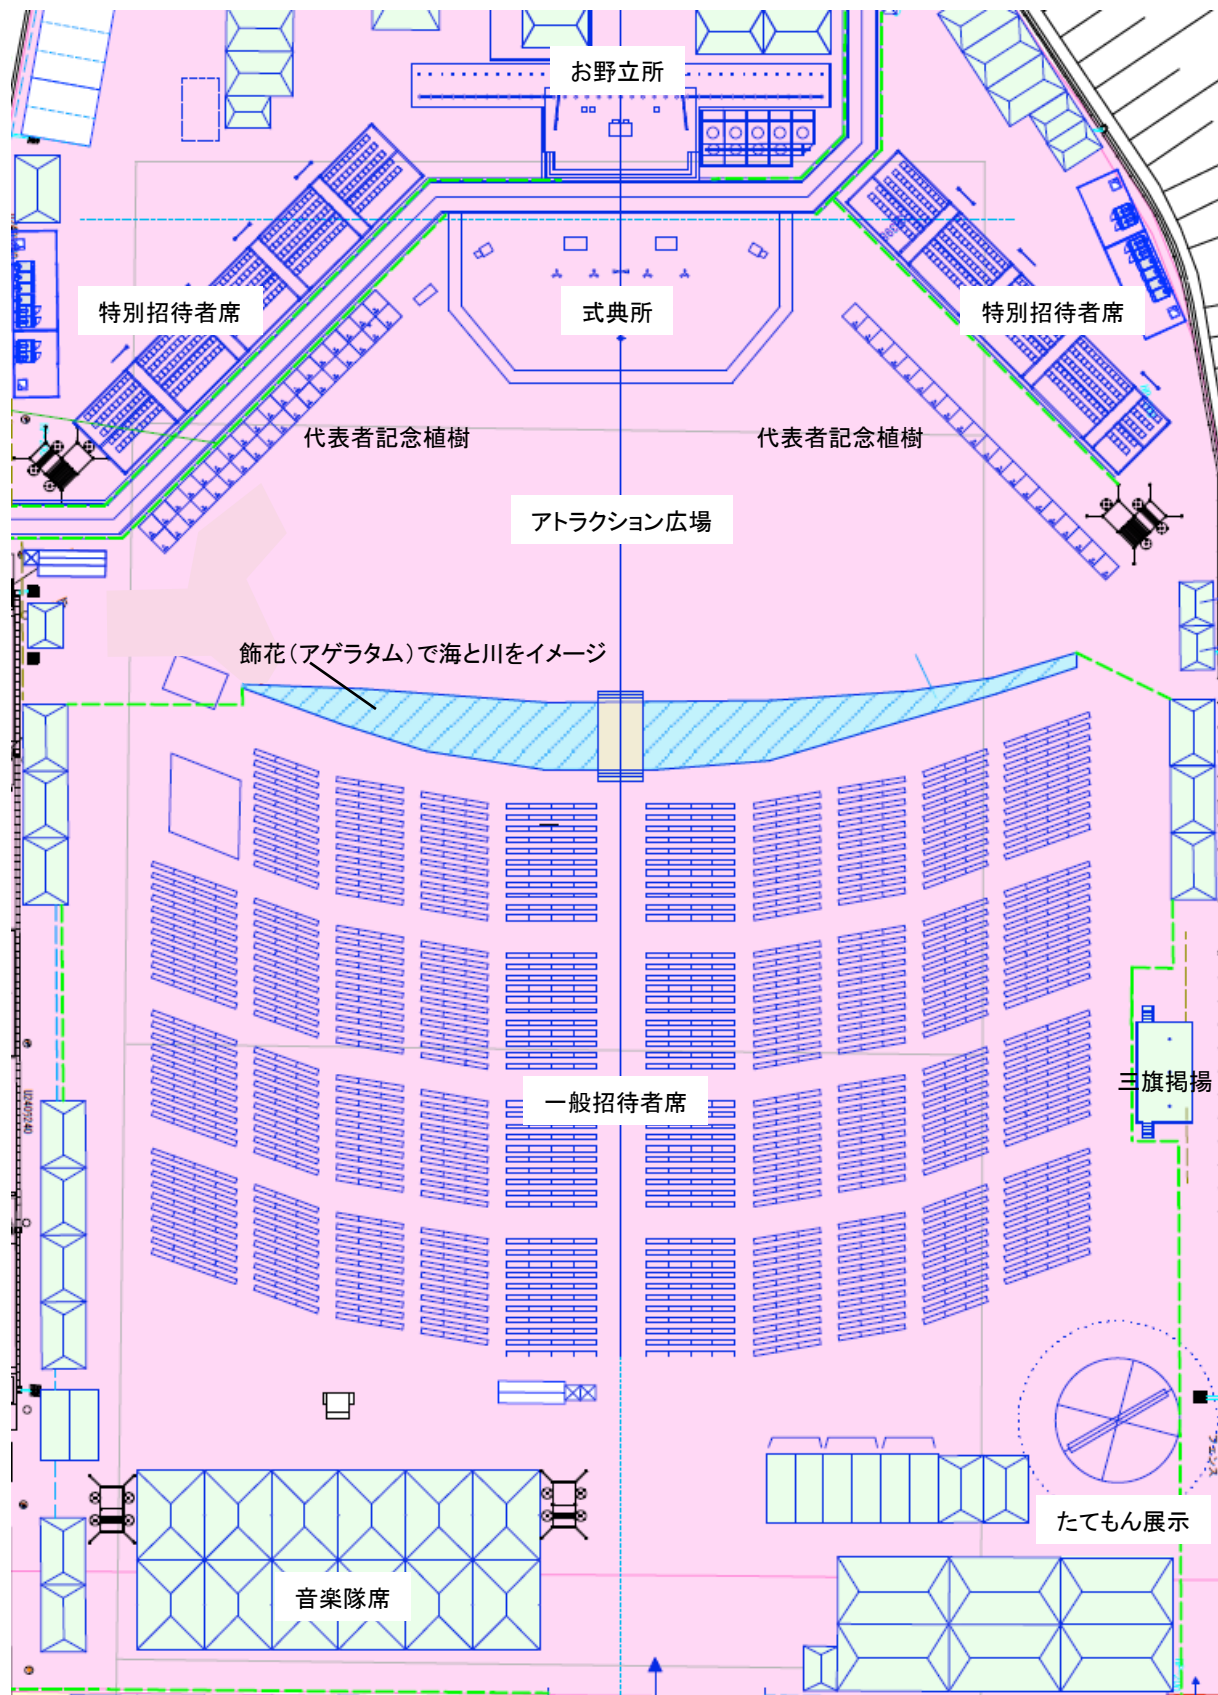 お野立所
特別招待者席
式典所
特別招待者席
代表者記念植樹
代表者記念植樹
アトラクション広場
飾花(アゲラタム)で海と川をイメージ
一般招待者席
三旗掲揚
たてもん展示
音楽隊席